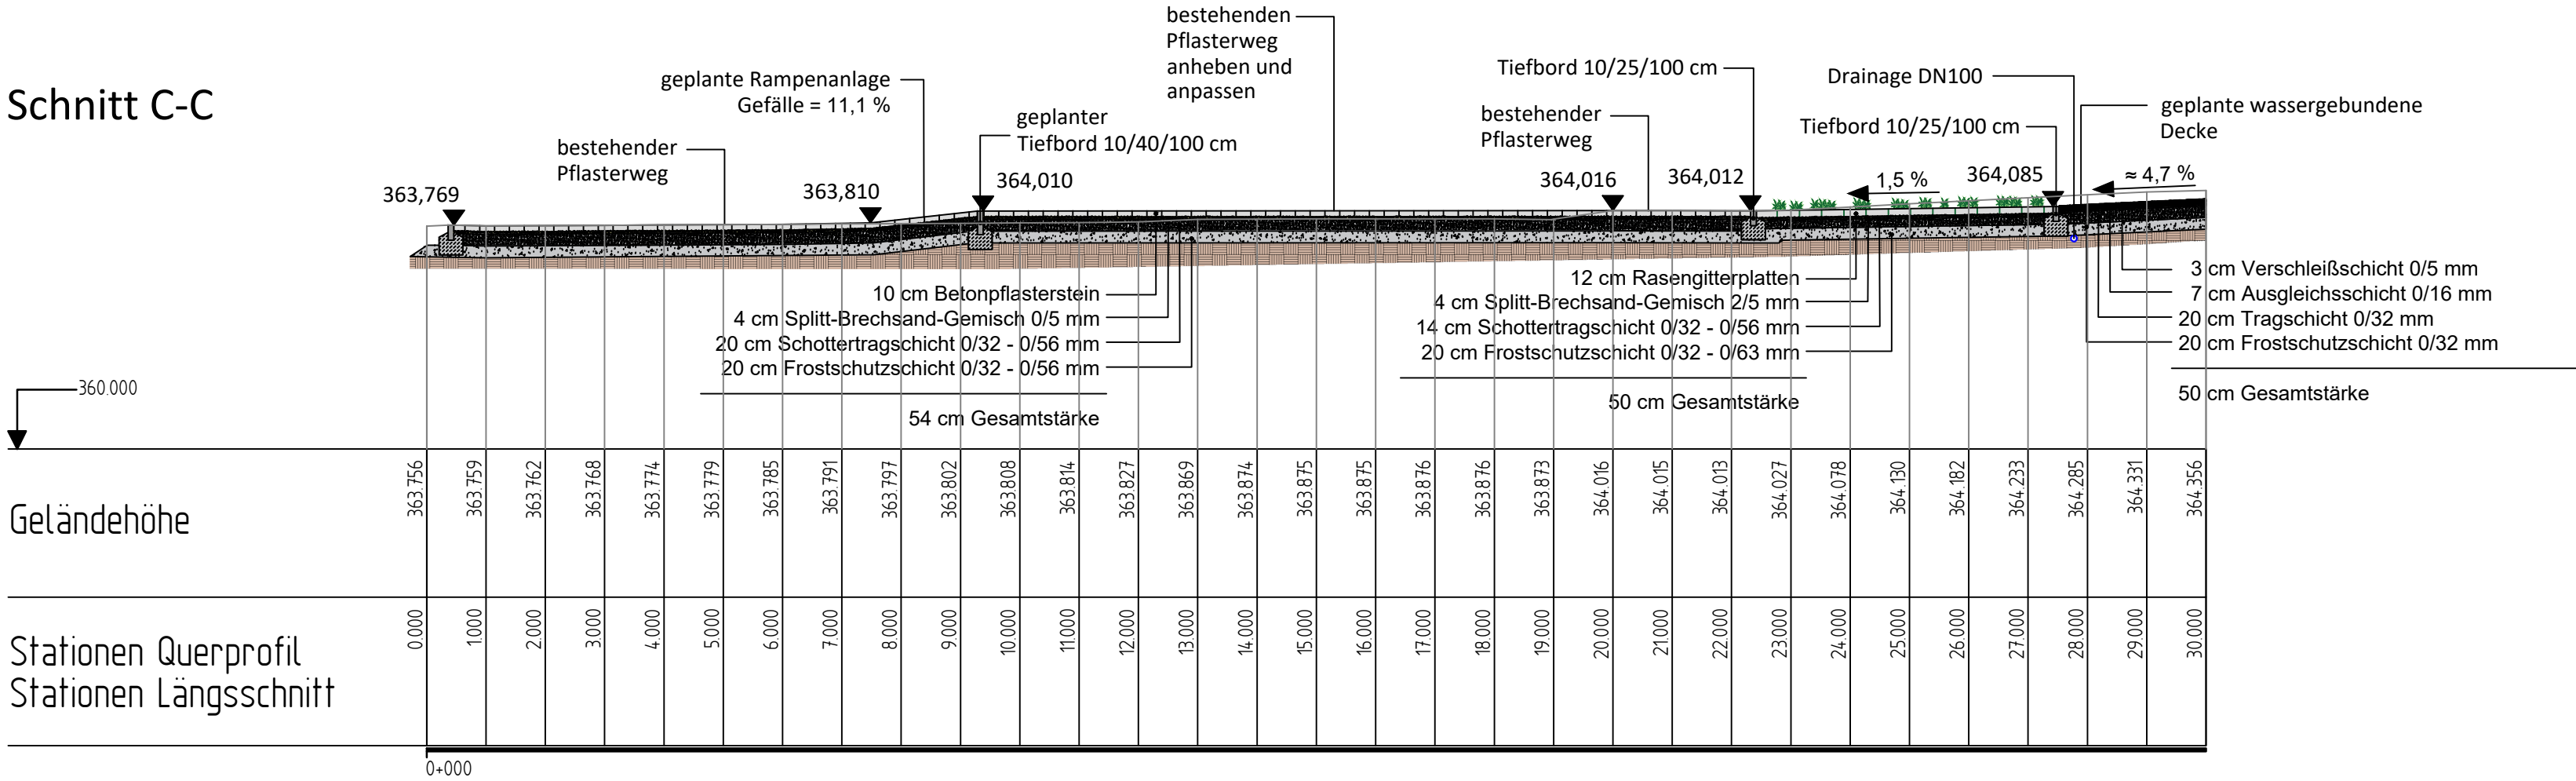 Schnitt C-C
bestehender
Pflasterweg
geplante Rampenanlage
Gefälle = 11,1 %
geplanter
Tiefbord 10/40/100 cm
bestehenden
Pflasterweg
anheben und
anpassen
bestehender
Pflasterweg
Tiefbord 10/25/100 cm
Drainage DN100
Tiefbord 10/25/100 cm
geplante wassergebundene
Decke
363,769
363,810
364,010
364,016
364,012
1,5 %
364,085
≈ 4,7 %
10 cm Betonpflasterstein
4 cm Splitt-Brechsand-Gemisch 0/5 mm
20 cm Schottertragschicht 0/32 - 0/56 mm
20 cm Frostschutzschicht 0/32 - 0/56 mm
54 cm Gesamtstärke
12 cm Rasengitterplatten
4 cm Splitt-Brechsand-Gemisch 2/5 mm
14 cm Schottertragschicht 0/32 - 0/56 mm
20 cm Frostschutzschicht 0/32 - 0/63 mm
50 cm Gesamtstärke
3 cm Verschleißschicht 0/5 mm
7 cm Ausgleichsschicht 0/16 mm
20 cm Tragschicht 0/32 mm
20 cm Frostschutzschicht 0/32 mm
50 cm Gesamtstärke
360.000
Geländehöhe
363.756
363.759
363.762
363.768
363.774
363.779
363.785
363.791
363.797
363.802
363.808
363.814
363.827
363.869
363.874
363.875
363.875
363.876
363.876
363.873
364.016
364.015
364.013
364.027
364.078
364.130
364.182
364.233
364.285
364.331
364.356
Stationen Querprofil
Stationen Längsschnitt
0.000
1.000
2.000
3.000
4.000
5.000
6.000
7.000
8.000
9.000
10.000
11.000
12.000
13.000
14.000
15.000
16.000
17.000
18.000
19.000
20.000
21.000
22.000
23.000
24.000
25.000
26.000
27.000
28.000
29.000
30.000
0+000